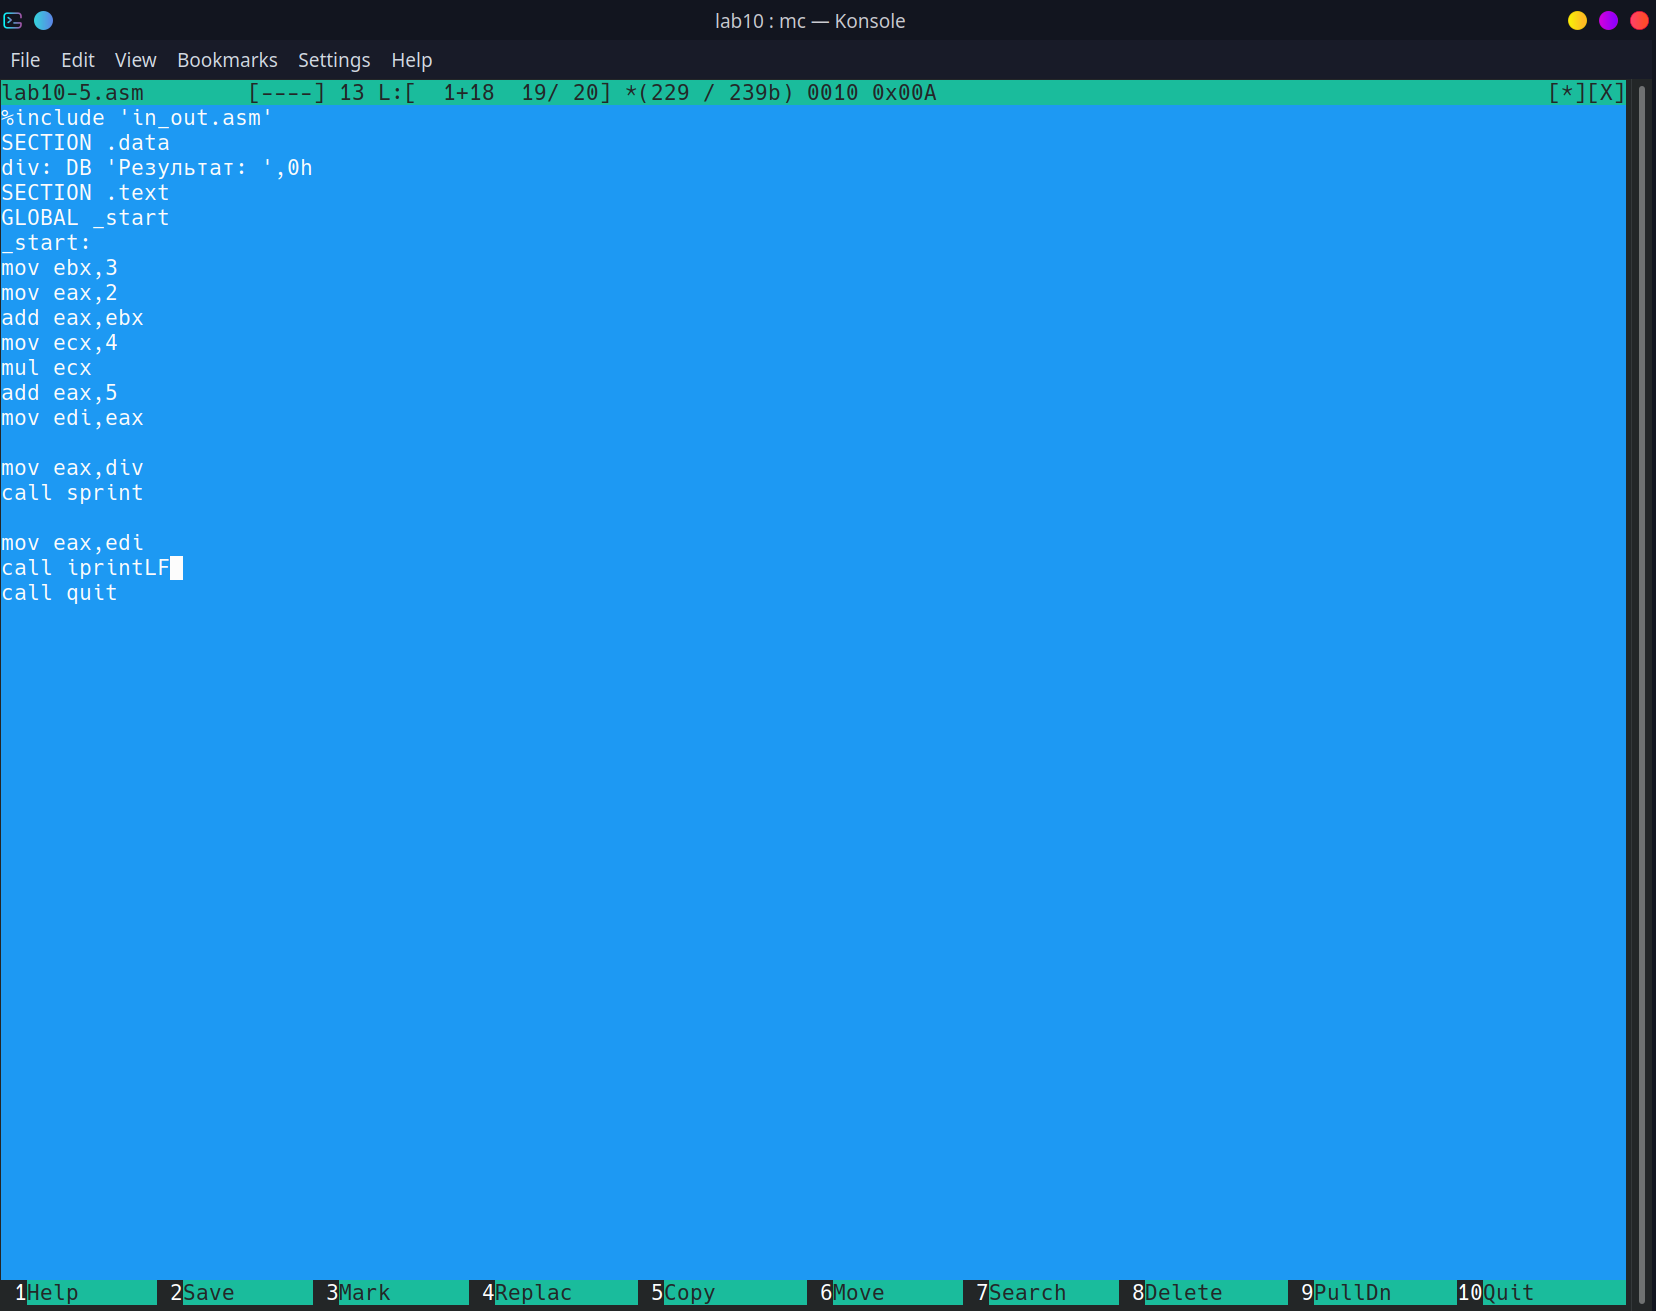 lab10 : mc — Konsole
File Edit View Bookmarks Settings Help
lab10-5.asm [----] 13 L:[ 1+18 19/ 20] *(229 / 239b) 0010 0x00A [*][X]
%include 'in_out.asm'
SECTION .data
div: DB 'Результат: ',0h
SECTION .text
GLOBAL _start
_start:
mov ebx,3
mov eax,2
add eax,ebx
mov ecx,4
mul ecx
add eax,5
mov edi,eax
mov eax,div
call sprint
mov eax,edi
call iprintLF
call quit
1Help 2Save 3Mark 4Replac 5Copy 6Move 7Search 8Delete 9PullDn 10Quit